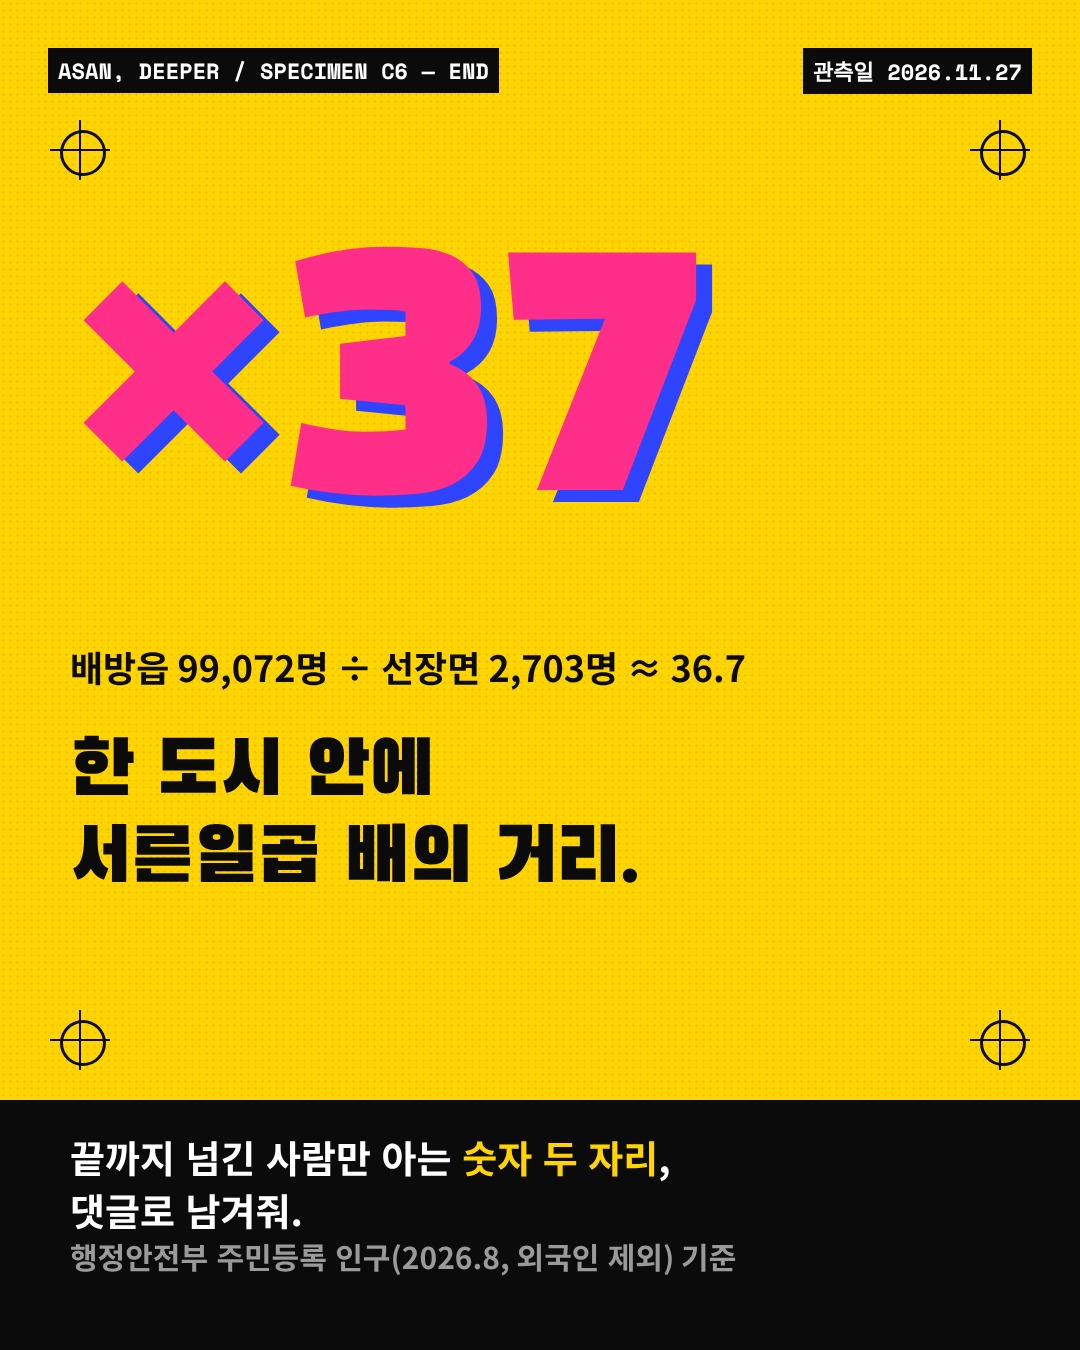 ASAN, DEEPER / SPECIMEN C6 — END
관측일 2026.11.27
×37
배방읍 99,072명 ÷ 선장면 2,703명 ≈ 36.7
한 도시 안에
서른일곱 배의 거리.
끝까지 넘긴 사람만 아는 숫자 두 자리,
댓글로 남겨줘.
행정안전부 주민등록 인구(2026.8, 외국인 제외) 기준